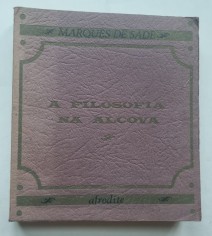 MARQUÊS DE SADE
A FILOSOFIA
NA ALCOVA
afrodite